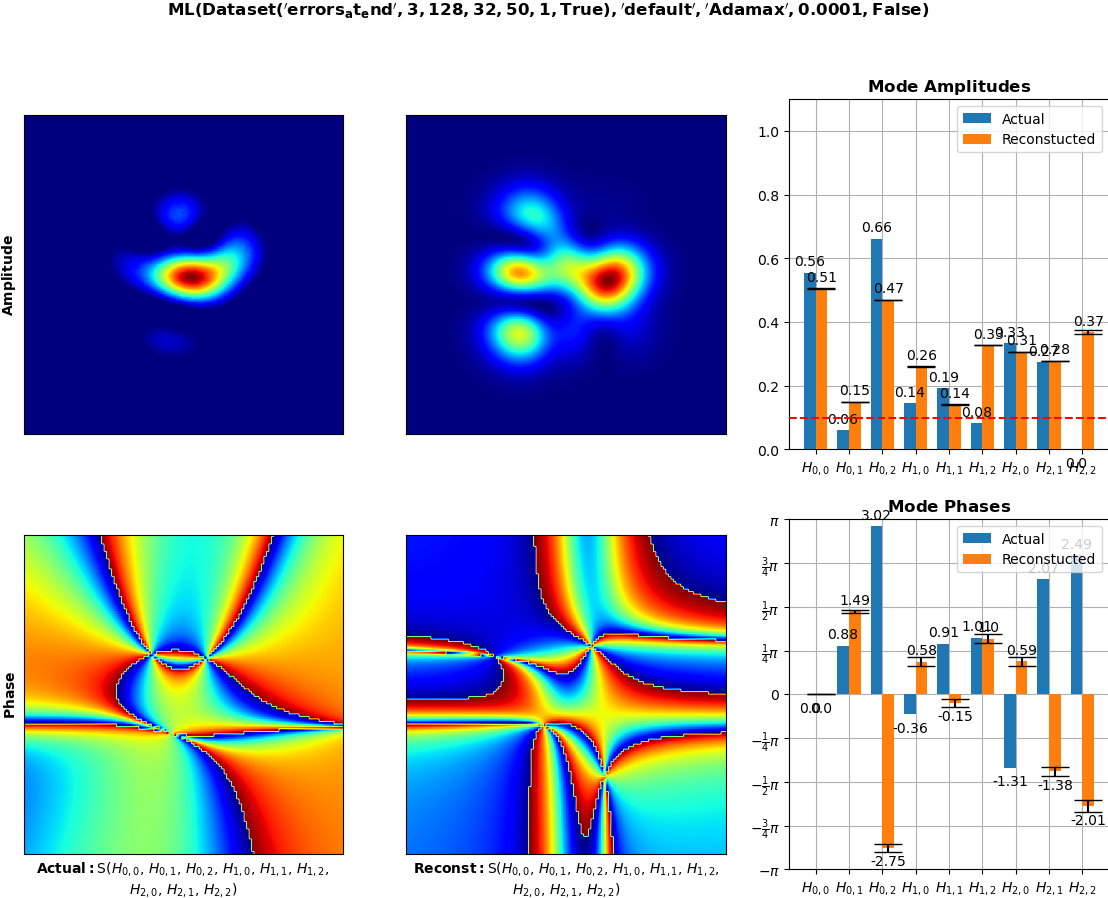 ML(Dataset('errors_at_end', 3, 128, 32, 50, 1, True), 'default', 'Adamax', 0.0001, False)
Amplitude
Mode Amplitudes
Actual
Reconstucted
1.0
0.8
0.6
0.4
0.2
0.0
0.56
0.51
0.06
0.15
0.66
0.47
0.14
0.26
0.19
0.14
0.08
0.33
0.33
0.31
0.27
0.28
0.0
0.37
H0,0 H0,1 H0,2 H1,0 H1,1 H1,2 H2,0 H2,1 H2,2
Phase
Mode Phases
Actual
Reconstucted
π
3/4π
1/2π
1/4π
0
−1/4π
−1/2π
−3/4π
−π
0.0
0.0
0.88
1.49
3.02
-2.75
-0.36
0.58
0.91
-0.15
1.01
1.0
-1.31
0.59
2.07
-1.38
2.49
-2.01
H0,0 H0,1 H0,2 H1,0 H1,1 H1,2 H2,0 H2,1 H2,2
Actual: S(H0,0, H0,1, H0,2, H1,0, H1,1, H1,2,
H2,0, H2,1, H2,2)
Reconst: S(H0,0, H0,1, H0,2, H1,0, H1,1, H1,2,
H2,0, H2,1, H2,2)